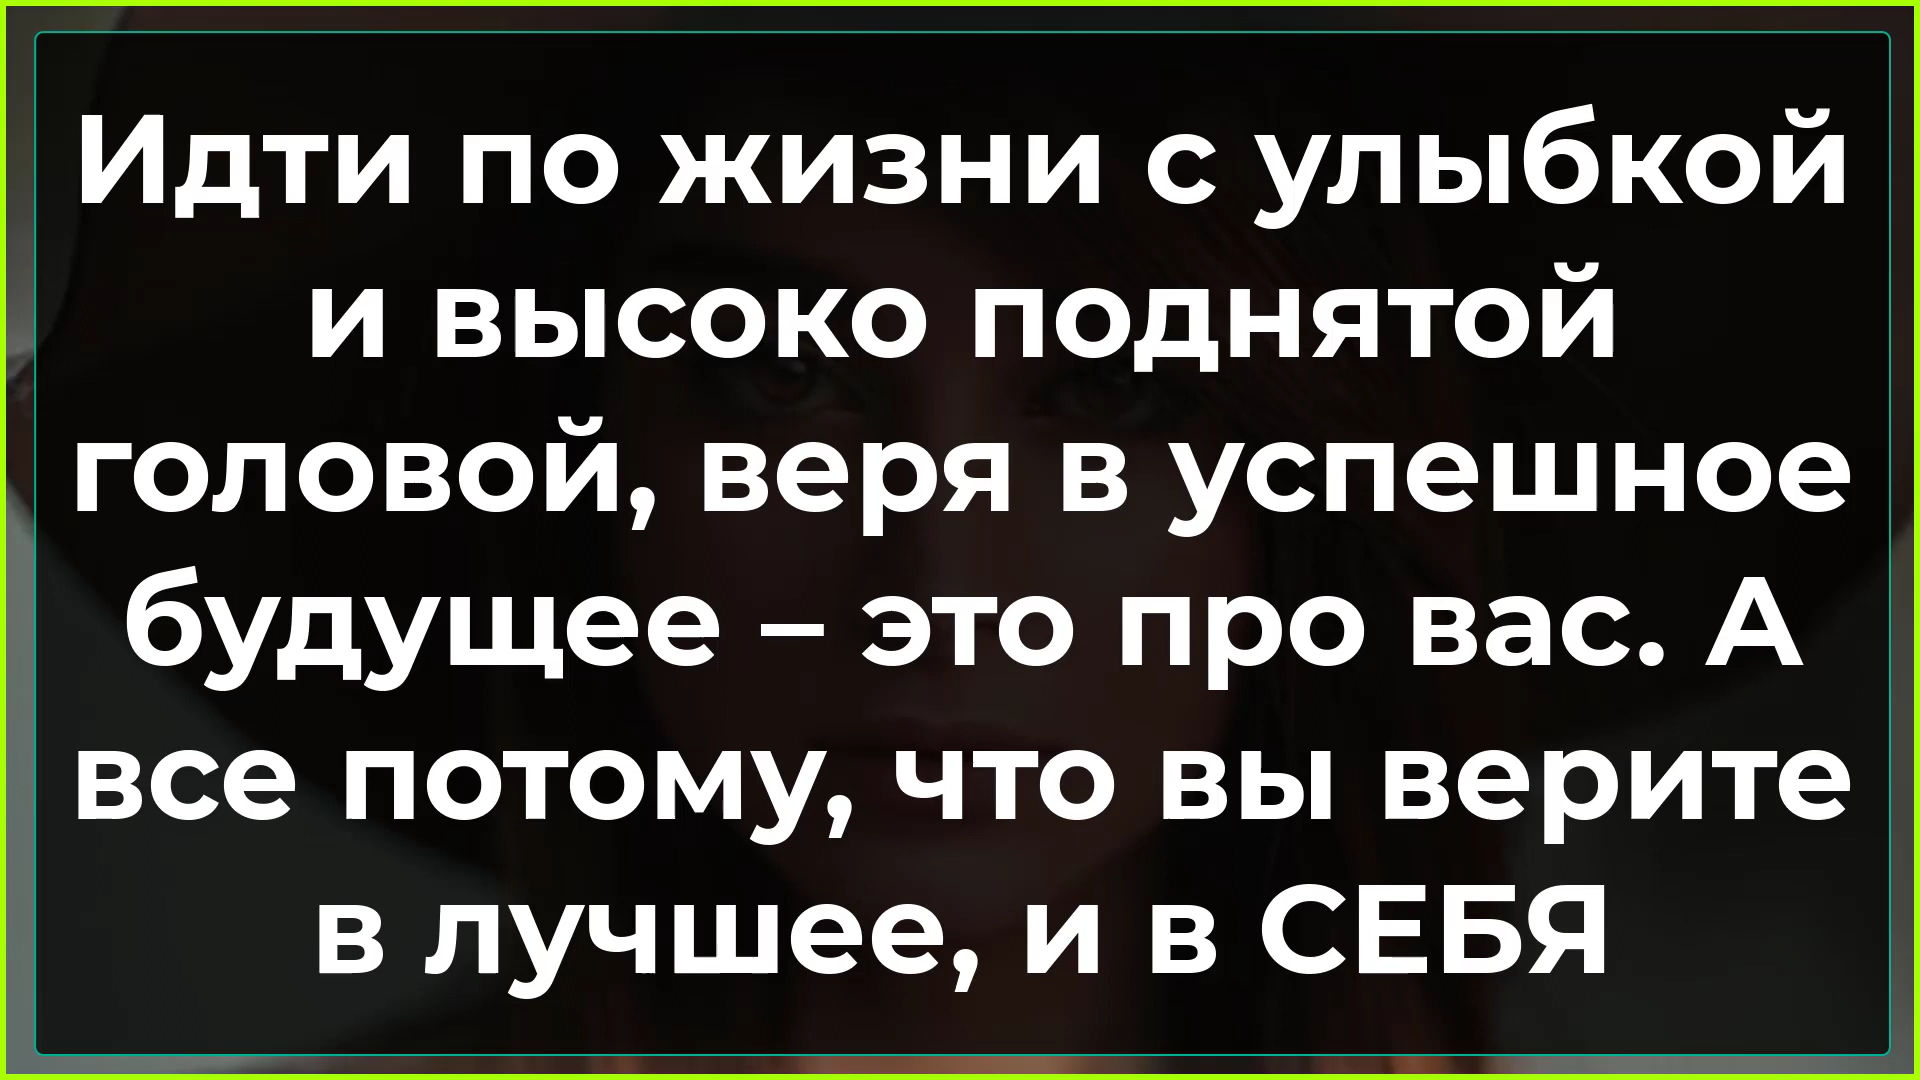 Идти по жизни с улыбкой
и высоко поднятой
головой, веря в успешное
будущее – это про вас. А
все потому, что вы верите
в лучшее, и в СЕБЯ